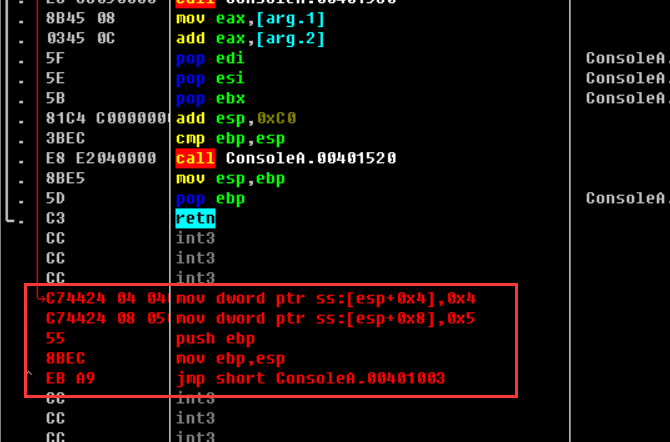 call ConsoleA.00401500
8B45 08 mov eax,[arg.1]
0345 0C add eax,[arg.2]
5F pop edi ConsoleA.
5E pop esi ConsoleA.
5B pop ebx ConsoleA.
81C4 C0000000 add esp,0xC0
3BEC cmp ebp,esp
E8 E2040000 call ConsoleA.00401520
8BE5 mov esp,ebp
5D pop ebp ConsoleA.
C3 retn
CC int3
CC int3
CC int3
C74424 04 04 mov dword ptr ss:[esp+0x4],0x4
C74424 08 05 mov dword ptr ss:[esp+0x8],0x5
55 push ebp
8BEC mov ebp,esp
EB A9 jmp short ConsoleA.00401003
CC int3
CC int3
CC int3